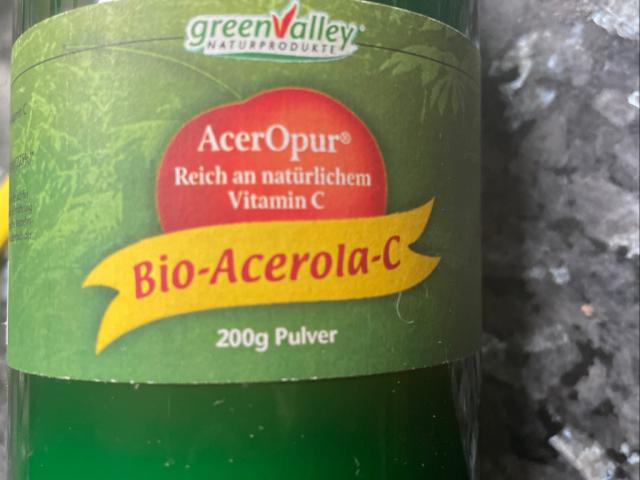 greenValley®
NATURPRODUKTE
AcerOpur®
Reich an natürlichem
Vitamin C
Bio-Acerola-C
200g Pulver